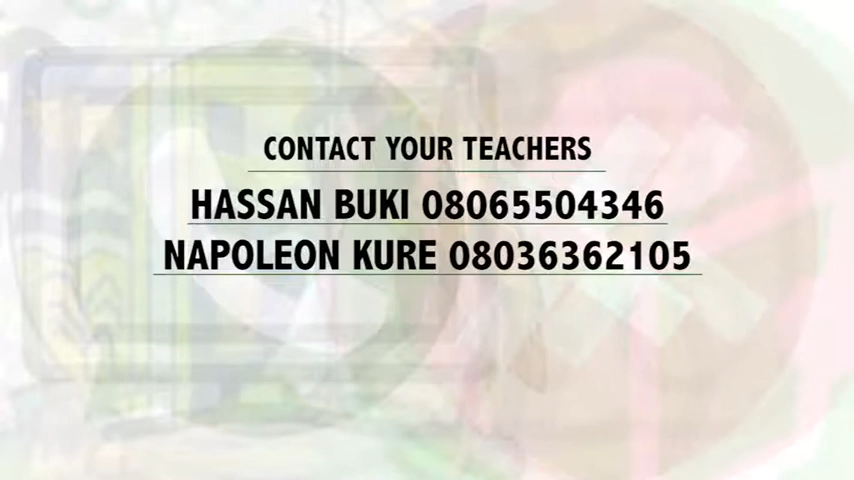 CONTACT YOUR TEACHERS
HASSAN BUKI 08065504346
NAPOLEON KURE 08036362105